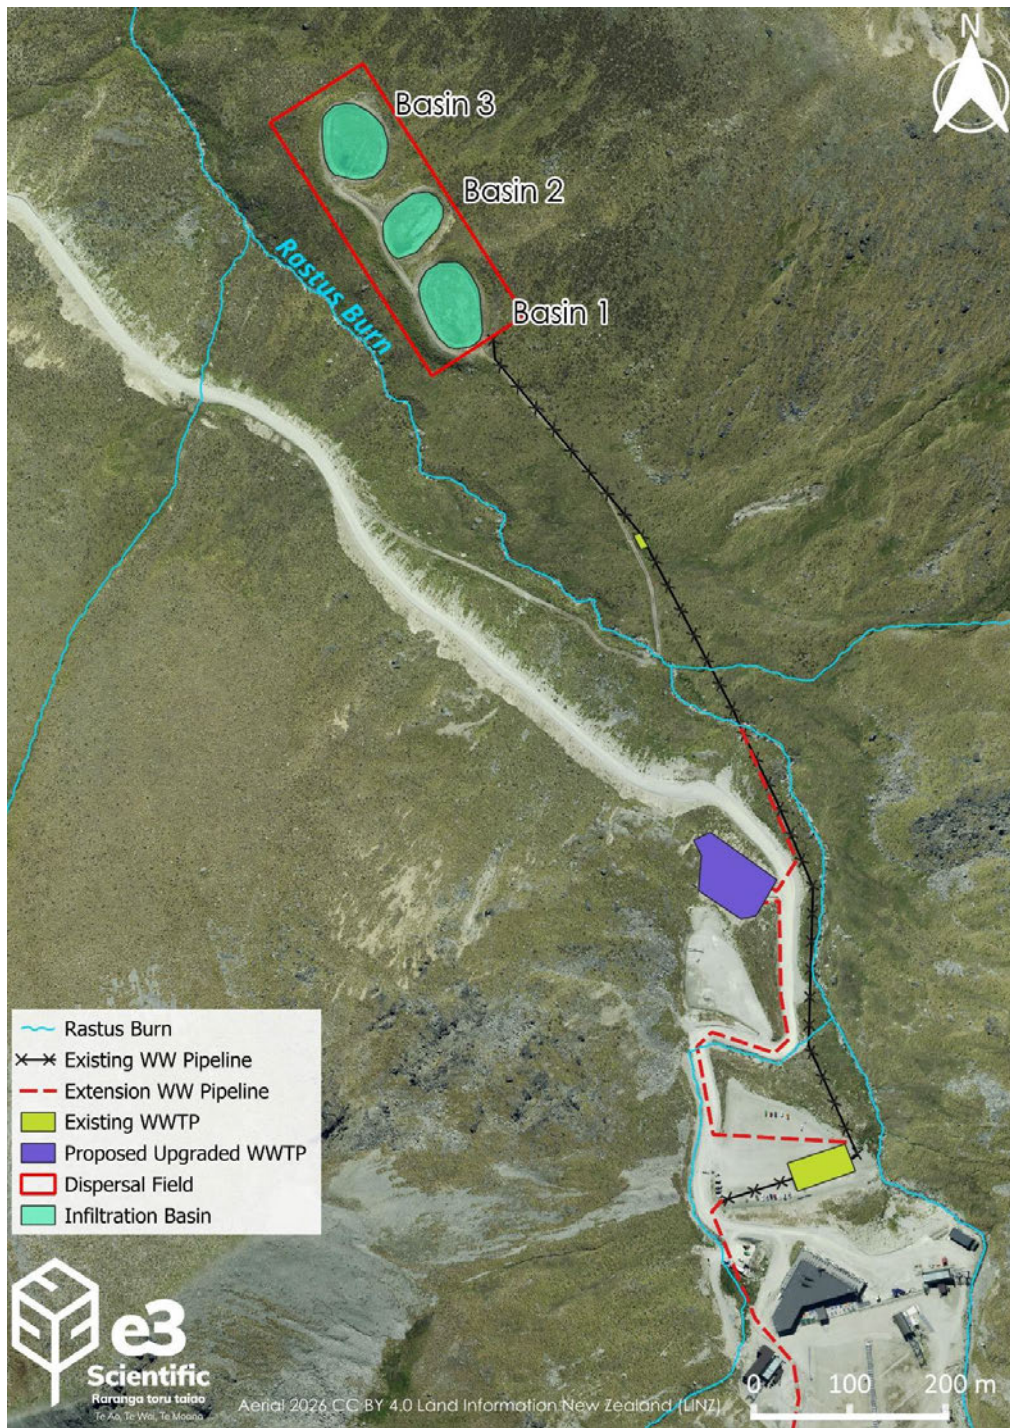 N
Basin 3
Basin 2
Rastus Burn
Basin 1
Rastus Burn
Existing WW Pipeline
Extension WW Pipeline
Existing WWTP
Proposed Upgraded WWTP
Dispersal Field
Infiltration Basin
e3
Scientific
Raranga toru taiao
Te Ao, Te Wai, Te Moana
Aerial 2026 CC BY 4.0 Land Information New Zealand (LINZ)
0 100 200 m